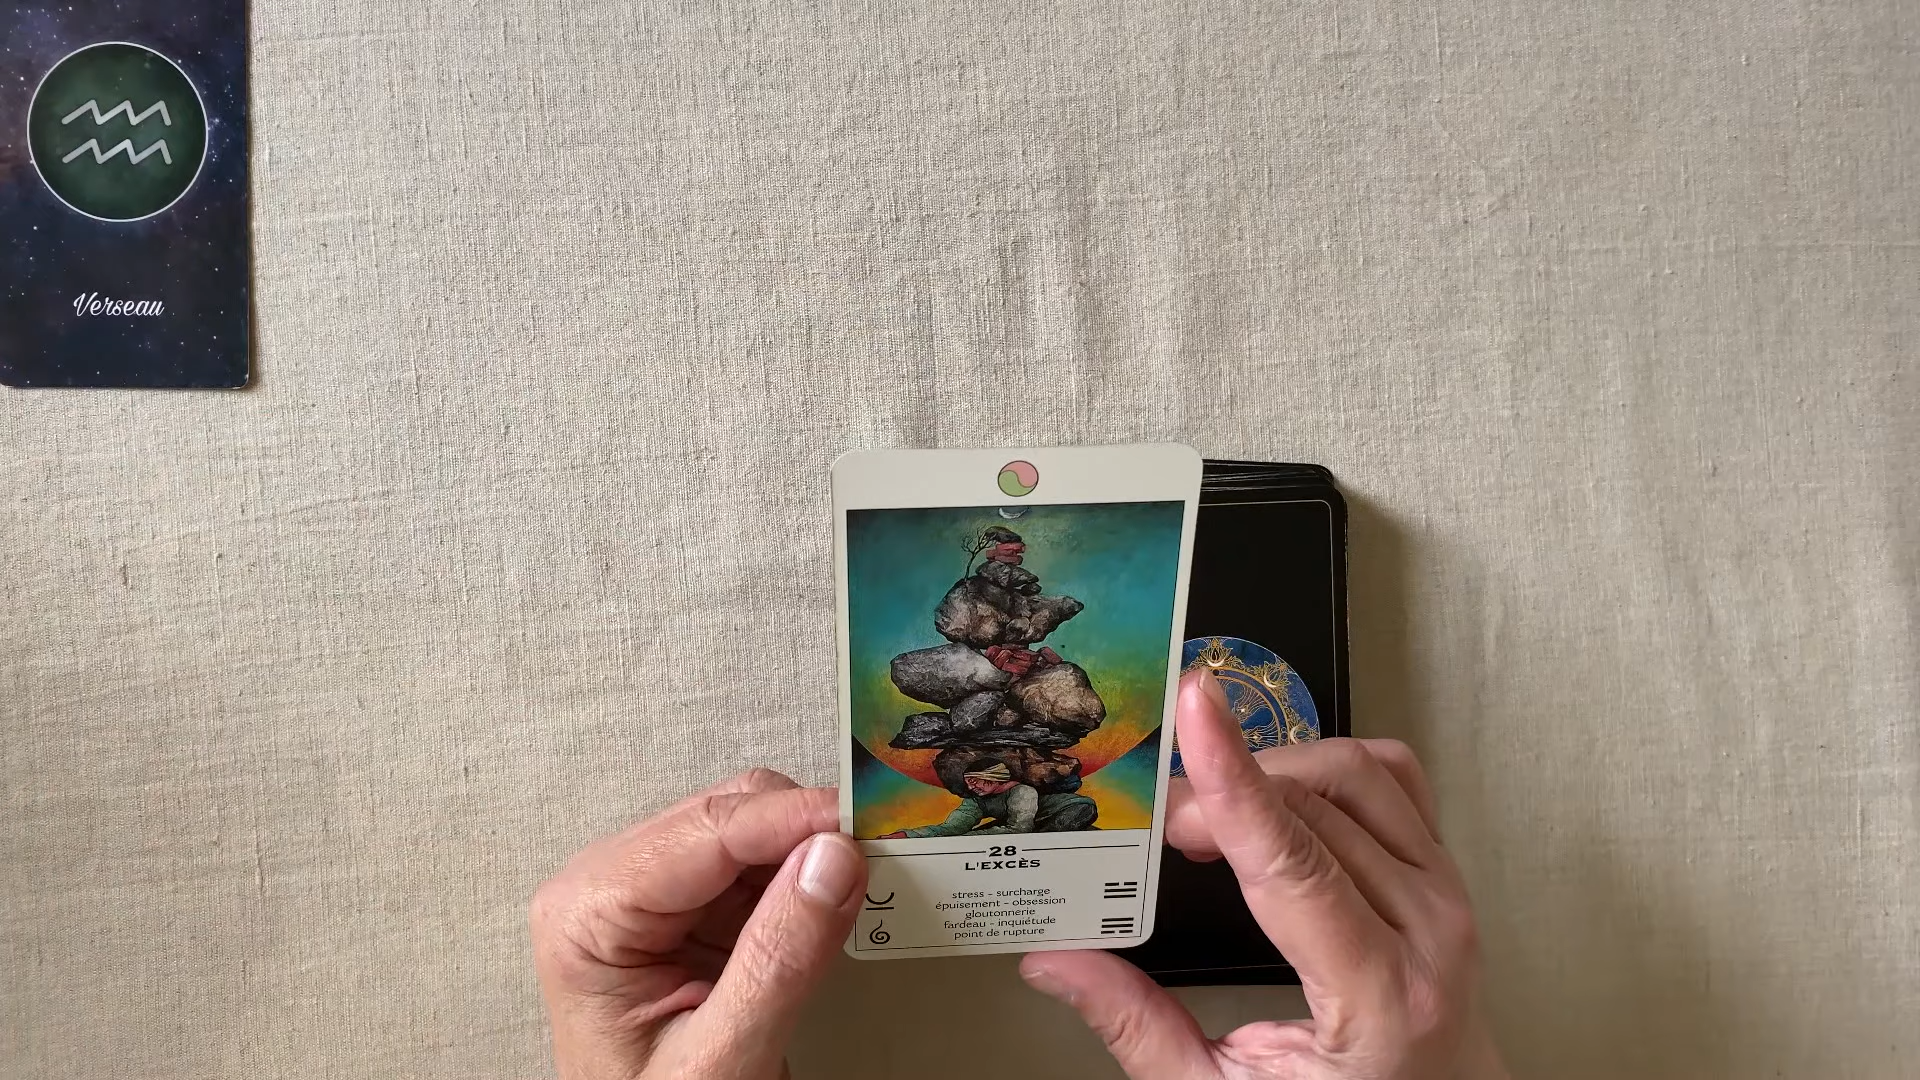 Verseau
28
L'EXCÈS
stress - surcharge
épuisement - obsession
gloutonnerie
fardeau - inquiétude
point de rupture